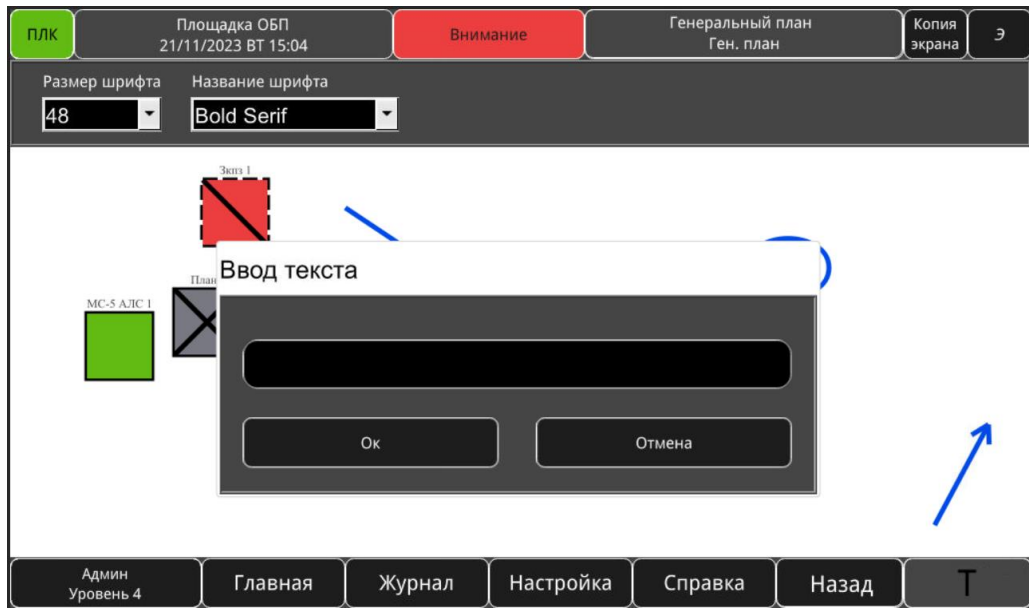 ПЛК
Площадка ОБП
21/11/2023 ВТ 15:04
Внимание
Генеральный план
Ген. план
Копия
экрана
Э
Размер шрифта
Название шрифта
48
Bold Serif
Зкпз 1
План
МС-5 АЛС 1
Ввод текста
Ок
Отмена
Админ
Уровень 4
Главная
Журнал
Настройка
Справка
Назад
Т